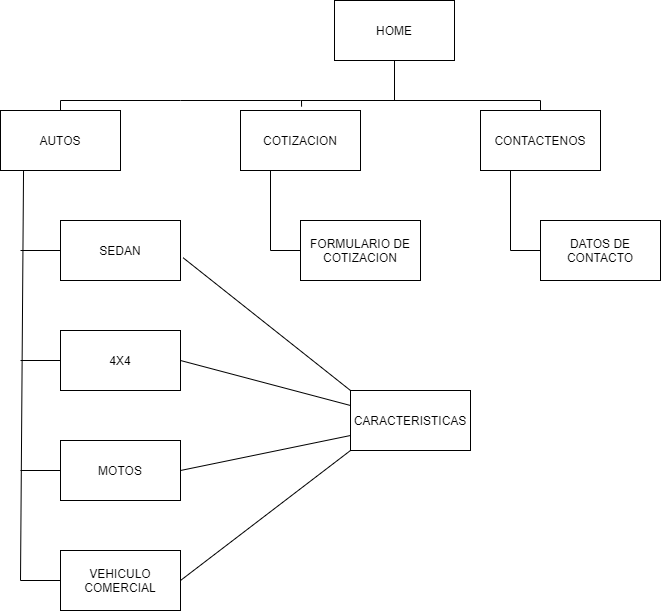 HOME
AUTOS
COTIZACION
CONTACTENOS
SEDAN
FORMULARIO DE
COTIZACION
DATOS DE
CONTACTO
4X4
CARACTERISTICAS
MOTOS
VEHICULO
COMERCIAL